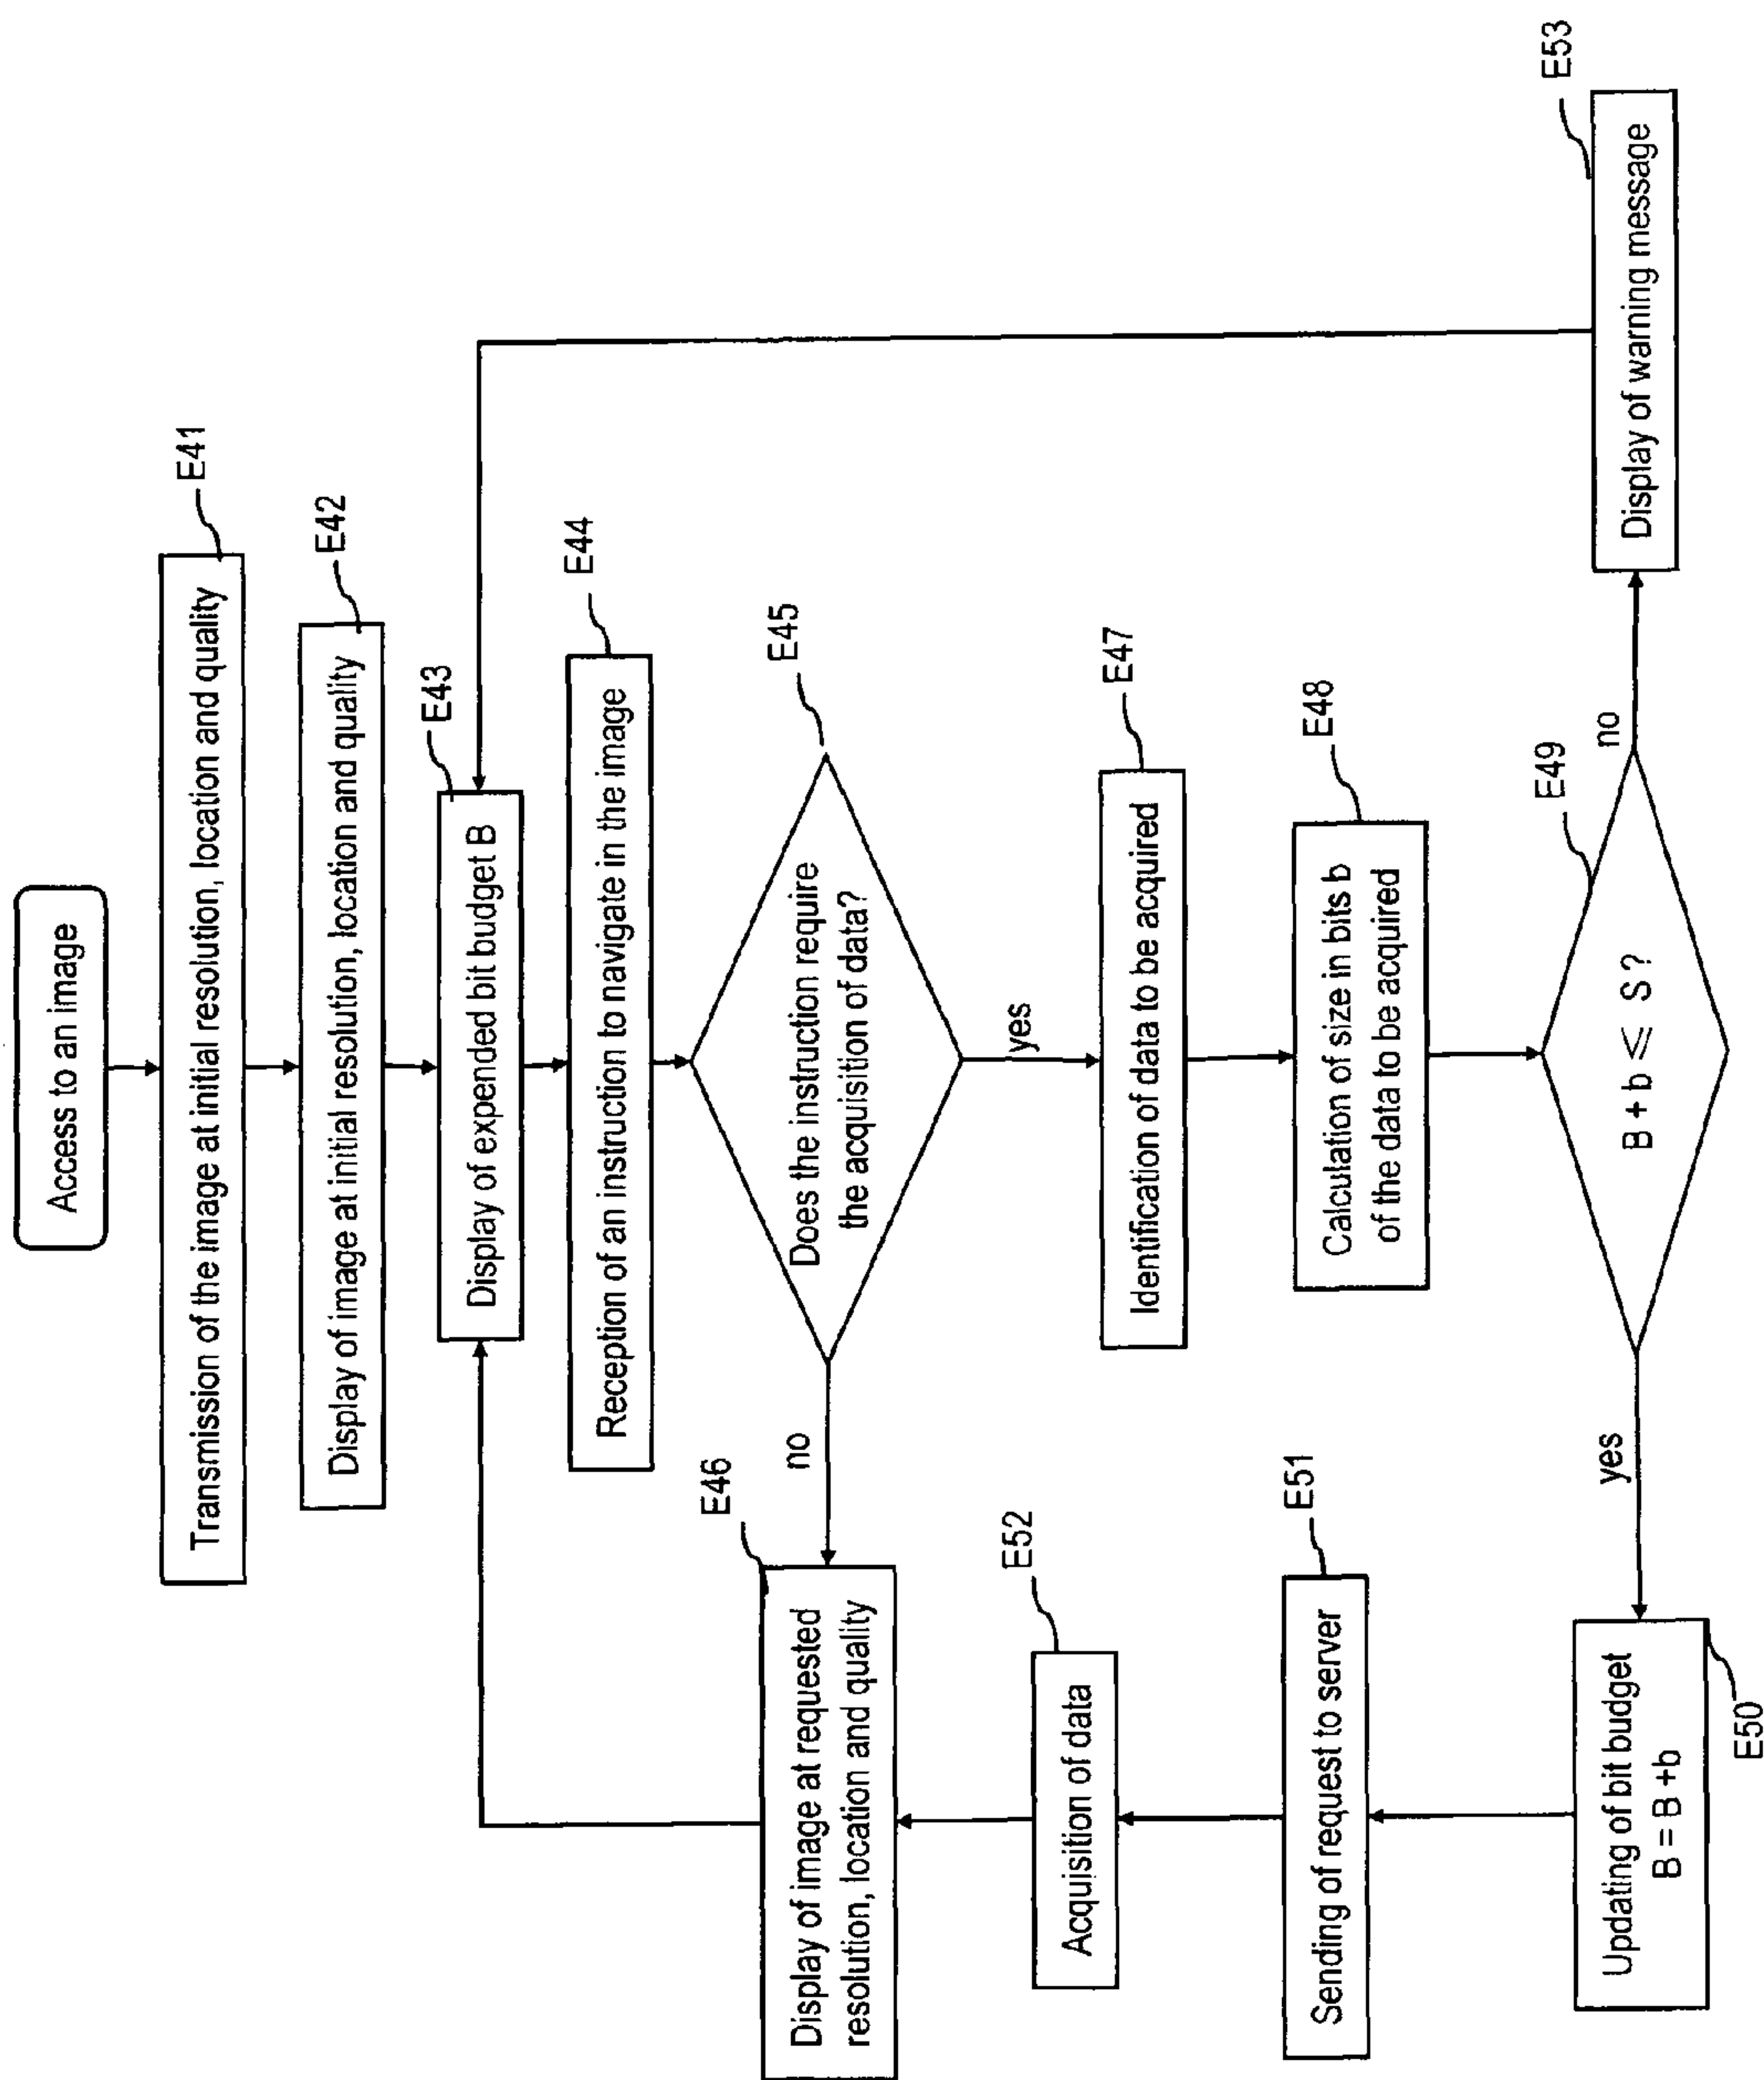 Access to an image
Transmission of the image at initial resolution, location and quality
E41
Display of image at initial resolution, location and quality
E42
Display of expended bit budget B
E43
Reception of an instruction to navigate in the image
E44
Does the instruction require
the acquisition of data?
E45
no
yes
Display of image at requested
resolution, location and quality
E46
Identification of data to be acquired
E47
Calculation of size in bits b
of the data to be acquired
E48
B + b ⩽ S ?
E49
yes
no
Updating of bit budget
B = B +b
E50
Sending of request to server
E51
Acquisition of data
E52
Display of warning message
E53